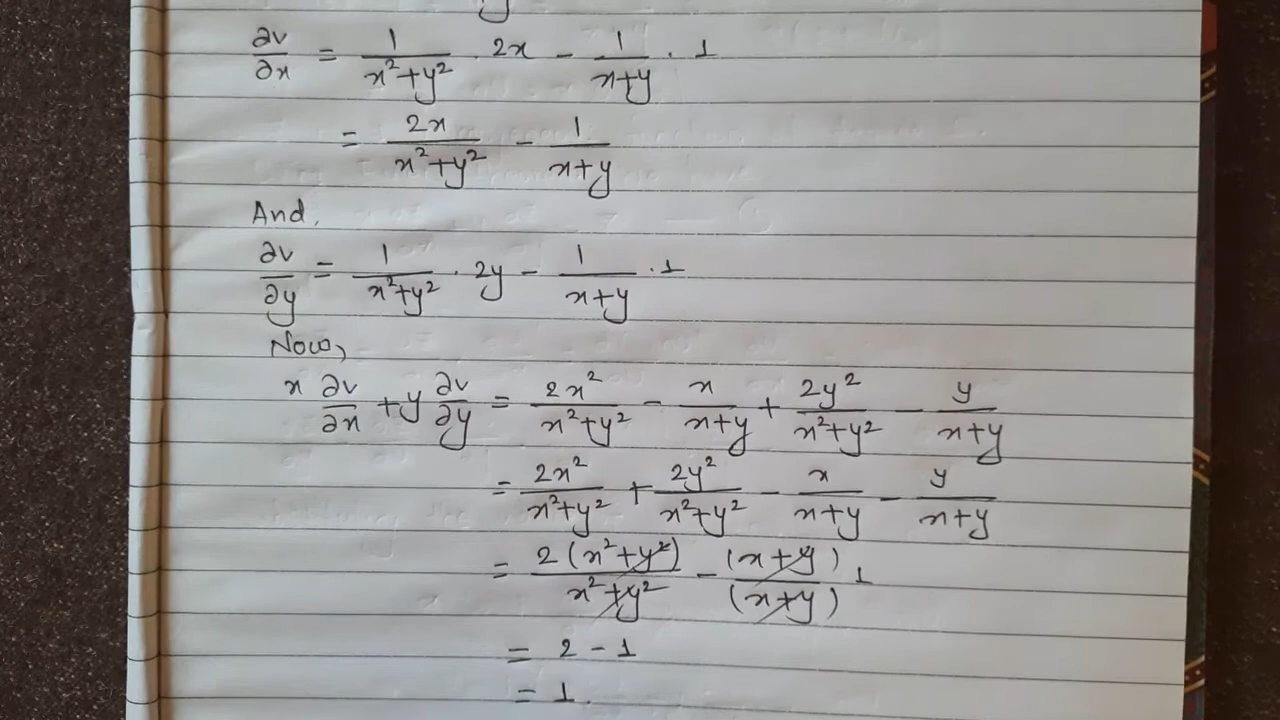 ∂v/∂x = 1/(x²+y²) · 2x − 1/(x+y) · 1
= 2x/(x²+y²) − 1/(x+y)
And,
∂v/∂y = 1/(x²+y²) · 2y − 1/(x+y) · 1
Now,
x ∂v/∂x + y ∂v/∂y = 2x²/(x²+y²) − x/(x+y) + 2y²/(x²+y²) − y/(x+y)
= 2x²/(x²+y²) + 2y²/(x²+y²) − x/(x+y) − y/(x+y)
= 2(x²+y²)/(x²+y²) − (x+y)/(x+y) 1
= 2 − 1
= 1.